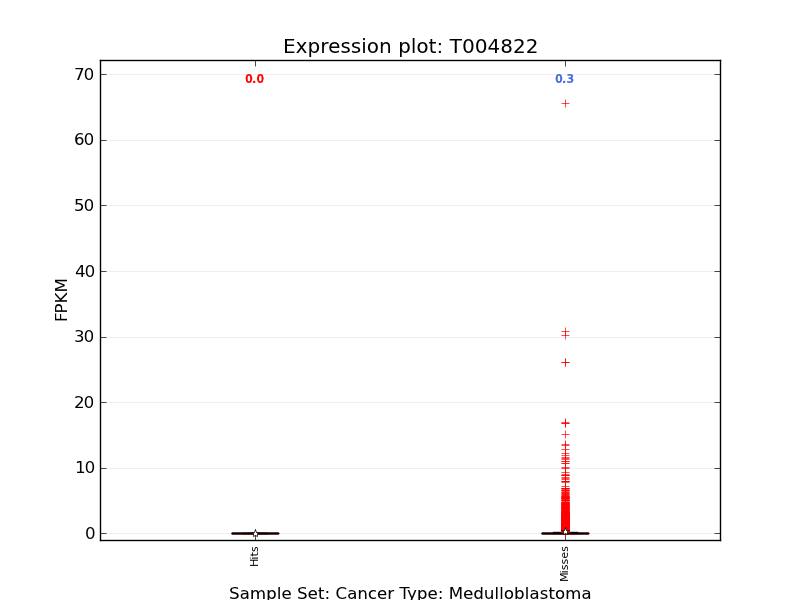 Expression plot: T004822
0.0
0.3
70
60
50
40
30
20
10
0
FPKM
Hits
Misses
Sample Set: Cancer Type: Medulloblastoma